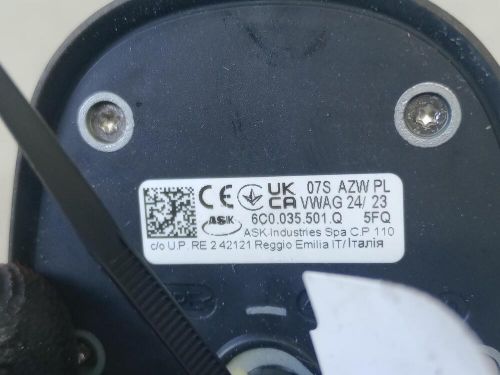 CE UK CA 07S AZW PL
VWAG 24/ 23
ASK 6C0.035.501.Q 5FQ
ASK-Industries Spa C.P. 110
c/o U.P. RE 2 42121 Reggio Emilia IT/Італія